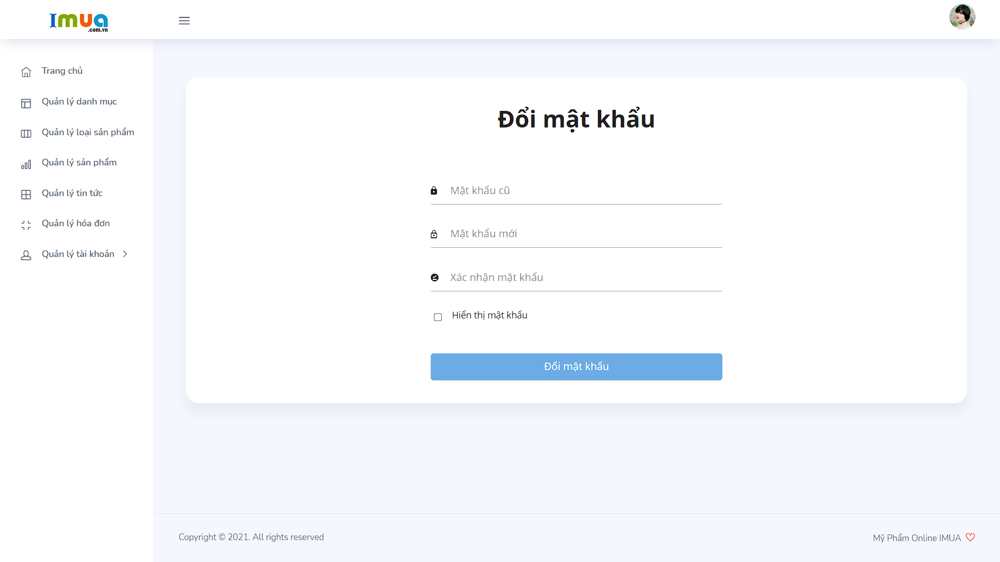 Imua
.com.vn
Trang chủ
Quản lý danh mục
Quản lý loại sản phẩm
Quản lý sản phẩm
Quản lý tin tức
Quản lý hóa đơn
Quản lý tài khoản
Đổi mật khẩu
Mật khẩu cũ
Mật khẩu mới
Xác nhận mật khẩu
Hiển thị mật khẩu
Đổi mật khẩu
Copyright © 2021. All rights reserved
Mỹ Phẩm Online IMUA